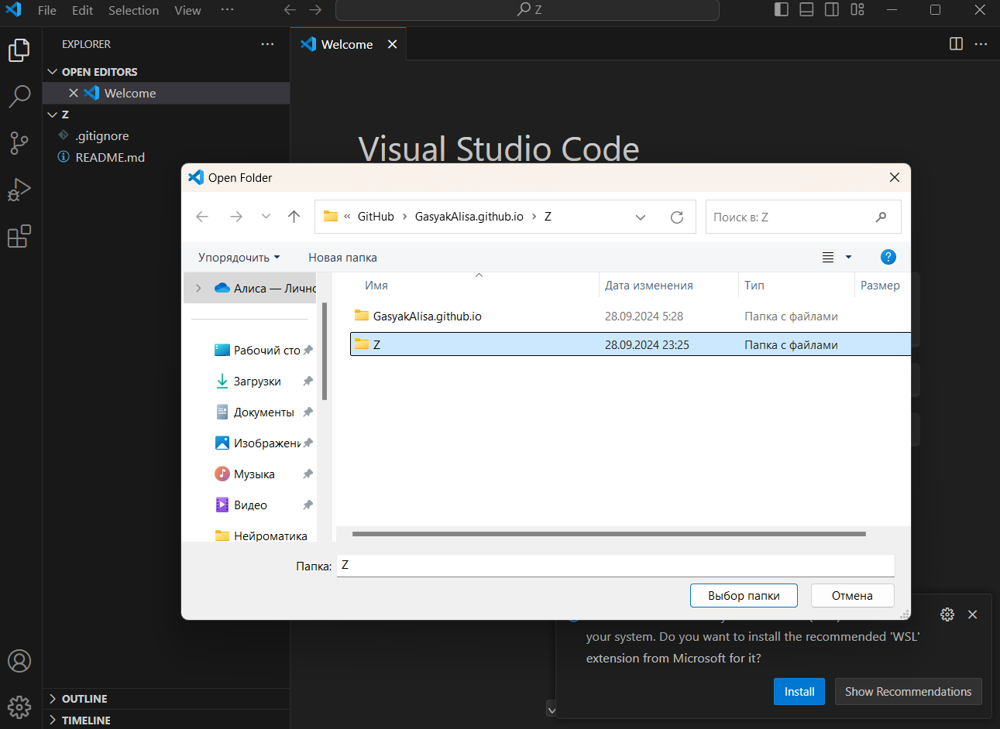 File Edit Selection View ··· Z
EXPLORER ···
Welcome
OPEN EDITORS
Welcome
Z
.gitignore
README.md
Visual Studio Code
Open Folder
« GitHub › GasyakAlisa.github.io › Z
Поиск в: Z
Упорядочить Новая папка
?
Алиса — Лично
Имя Дата изменения Тип Размер
GasyakAlisa.github.io 28.09.2024 5:28 Папка с файлами
Z 28.09.2024 23:25 Папка с файлами
Рабочий сто
Загрузки
Документы
Изображени
Музыка
Видео
Нейроматика
Папка: Z
Выбор папки Отмена
your system. Do you want to install the recommended 'WSL'
extension from Microsoft for it?
Install Show Recommendations
OUTLINE
TIMELINE